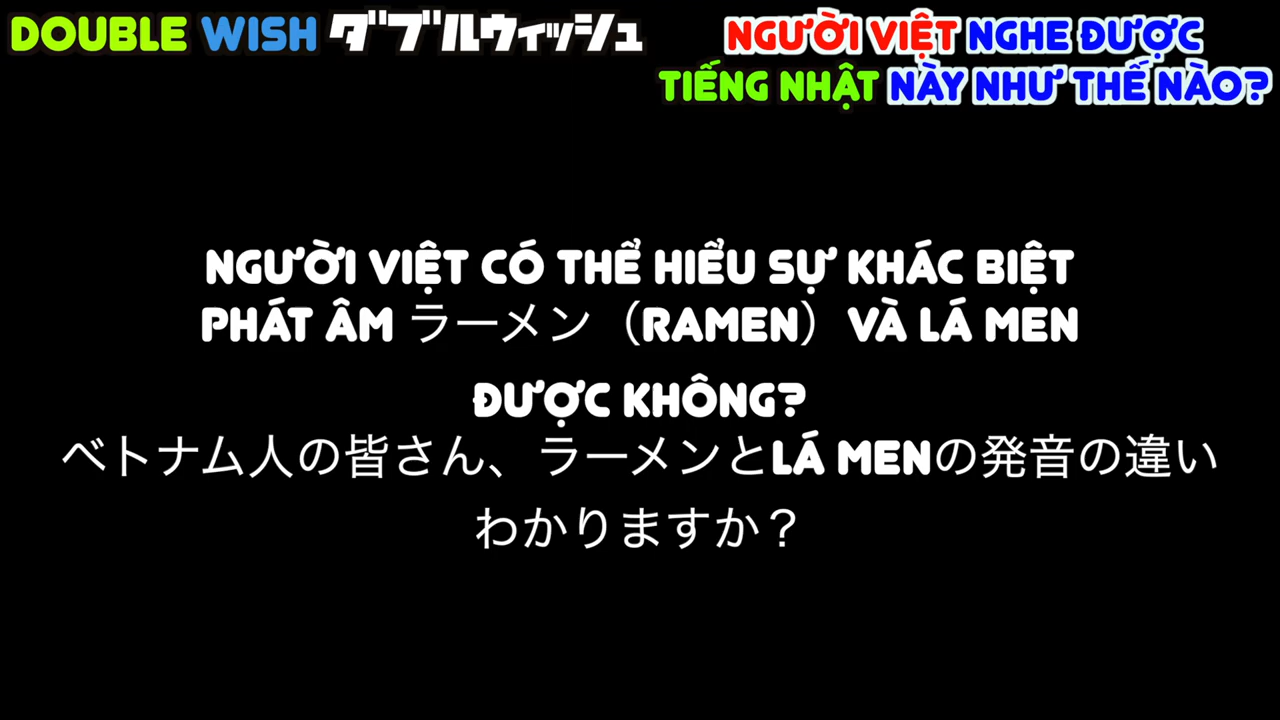 DOUBLE WISH ダブルウィッシュ
NGƯỜI VIỆT NGHE ĐƯỢC
TIẾNG NHẬT NÀY NHƯ THẾ NÀO?
NGƯỜI VIỆT CÓ THỂ HIỂU SỰ KHÁC BIỆT
PHÁT ÂM ラーメン（RAMEN）VÀ LÁ MEN
ĐƯỢC KHÔNG?
ベトナム人の皆さん、ラーメンとLÁ MENの発音の違い
わかりますか？